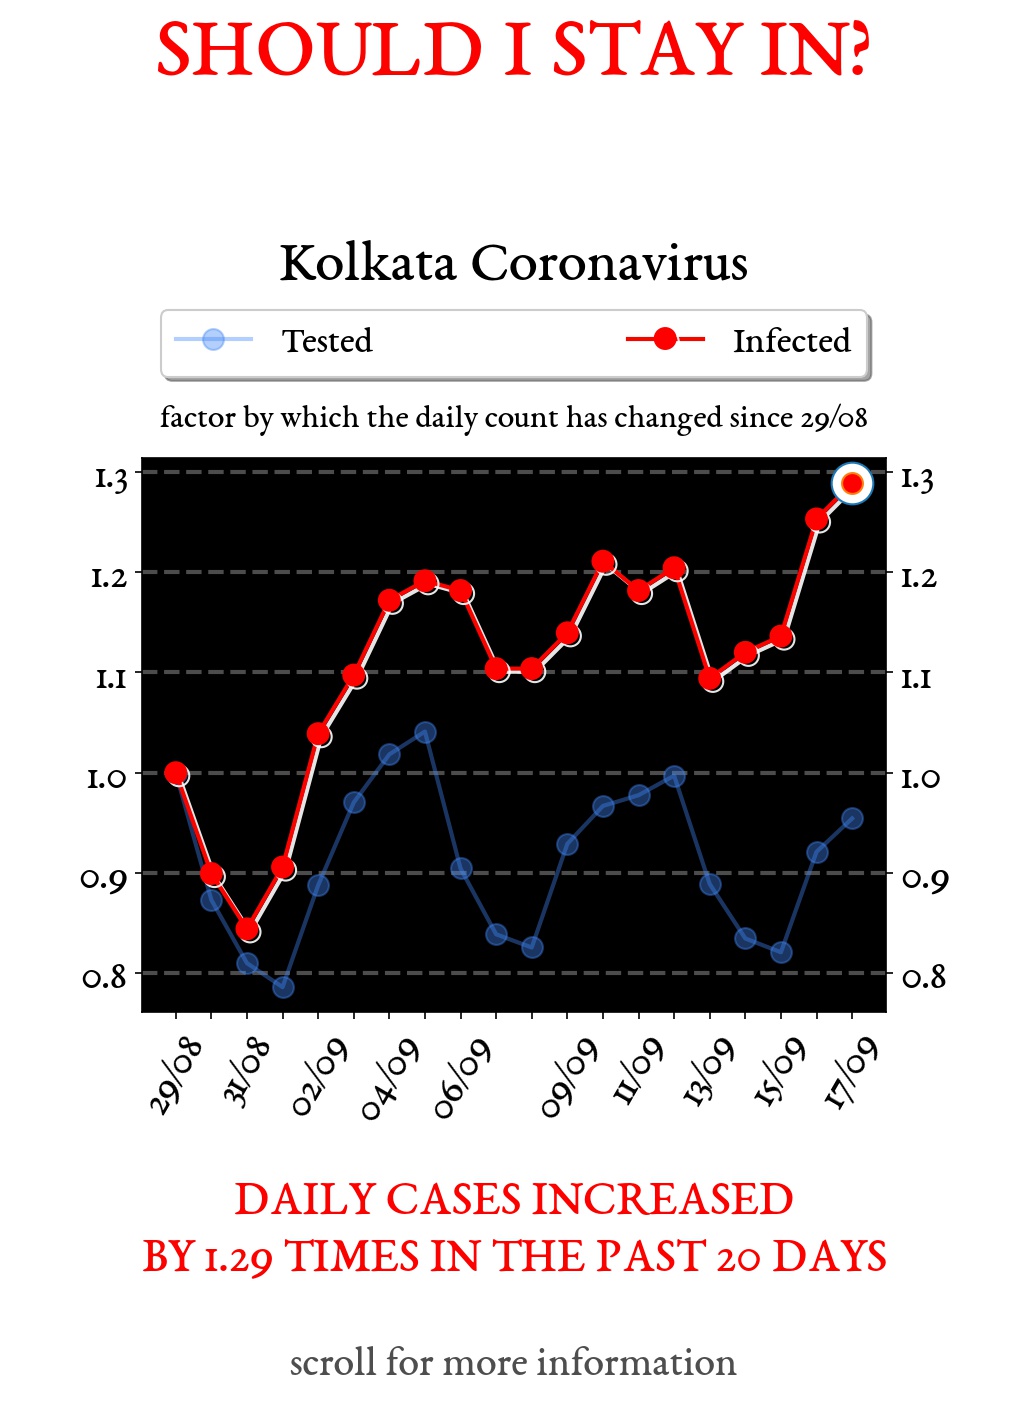 SHOULD I STAY IN?
Kolkata Coronavirus
Tested Infected
factor by which the daily count has changed since 29/08
1.3 1.3
1.2 1.2
1.1 1.1
1.0 1.0
0.9 0.9
0.8 0.8
29/08 31/08 02/09 04/09 06/09 09/09 11/09 13/09 15/09 17/09
DAILY CASES INCREASED
BY 1.29 TIMES IN THE PAST 20 DAYS
scroll for more information